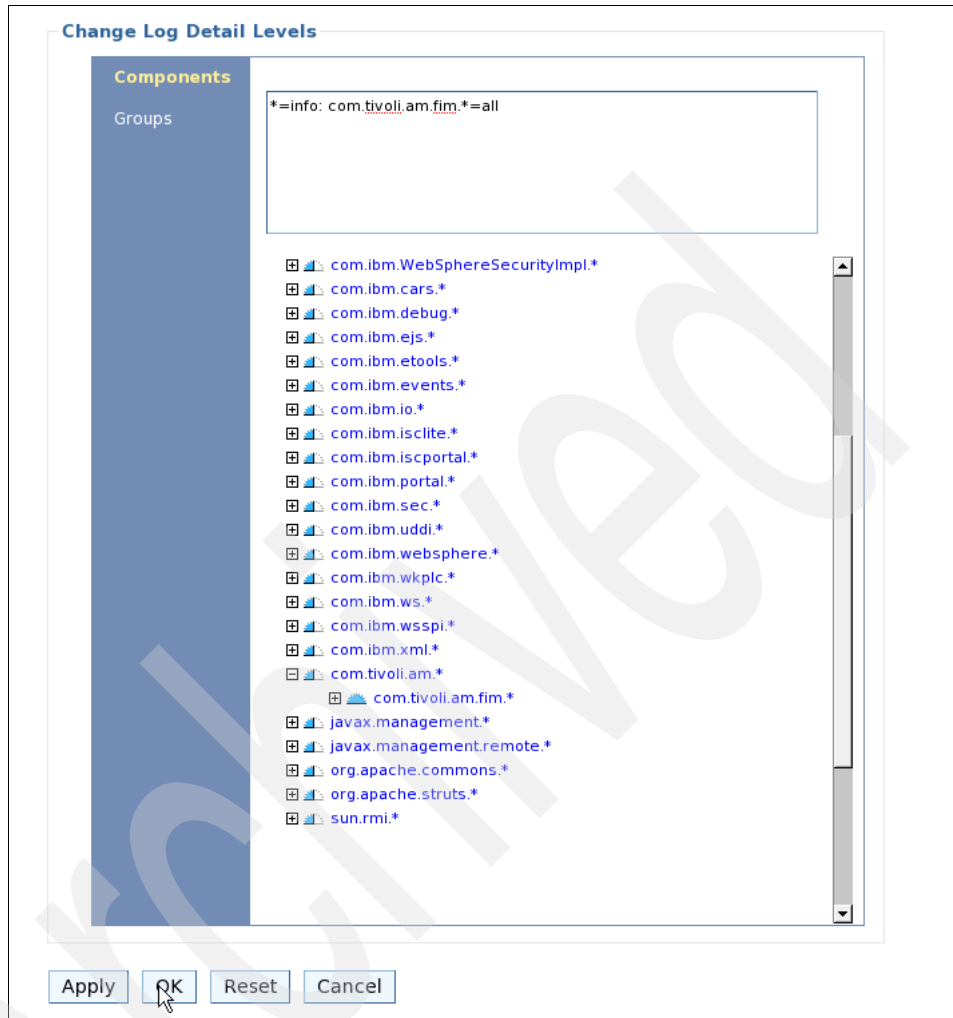 Change Log Detail Levels
Components
Groups
*=info: com.tivoli.am.fim.*=all
com.ibm.WebSphereSecurityImpl.*
com.ibm.cars.*
com.ibm.debug.*
com.ibm.ejs.*
com.ibm.etools.*
com.ibm.events.*
com.ibm.io.*
com.ibm.isclite.*
com.ibm.iscportal.*
com.ibm.portal.*
com.ibm.sec.*
com.ibm.uddi.*
com.ibm.websphere.*
com.ibm.wkplc.*
com.ibm.ws.*
com.ibm.wsspi.*
com.ibm.xml.*
com.tivoli.am.*
com.tivoli.am.fim.*
javax.management.*
javax.management.remote.*
org.apache.commons.*
org.apache.struts.*
sun.rmi.*
Apply OK Reset Cancel
rchived